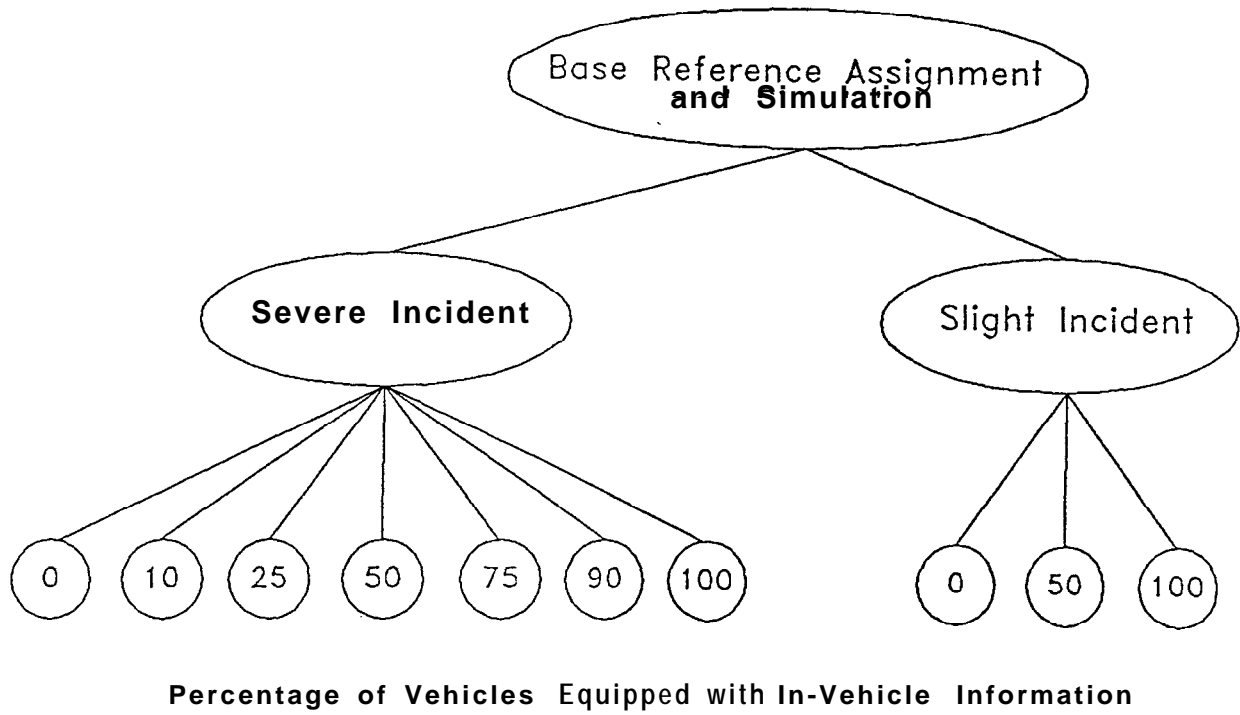 Base Reference Assignment
and Simulation
Severe Incident
Slight Incident
0 10 25 50 75 90 100 0 50 100
Percentage of Vehicles Equipped with In-Vehicle Information